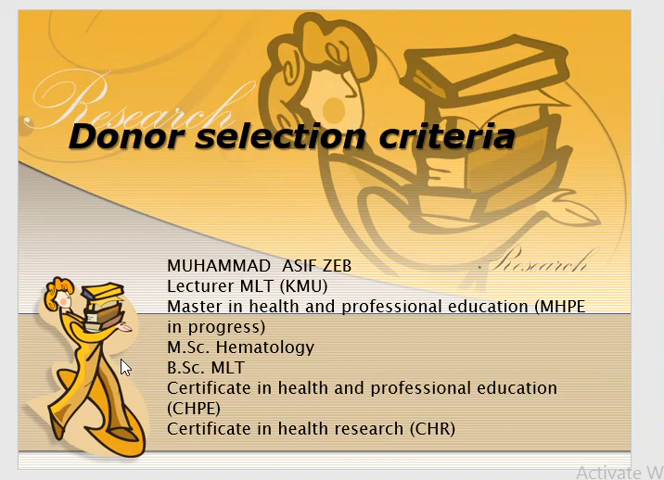 Research
Donor selection criteria
Research
MUHAMMAD ASIF ZEB
Lecturer MLT (KMU)
Master in health and professional education (MHPE
in progress)
M.Sc. Hematology
B.Sc. MLT
Certificate in health and professional education
(CHPE)
Certificate in health research (CHR)
Activate W